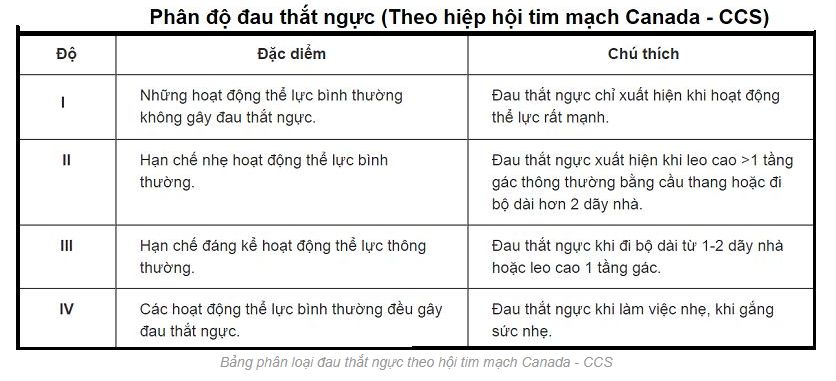 Phân độ đau thắt ngực (Theo hiệp hội tim mạch Canada - CCS)
Độ Đặc điểm Chú thích
I
Những hoạt động thể lực bình thường
không gây đau thắt ngực.
Đau thắt ngực chỉ xuất hiện khi hoạt động
thể lực rất mạnh.
II
Hạn chế nhẹ hoạt động thể lực bình
thường.
Đau thắt ngực xuất hiện khi leo cao >1 tầng
gác thông thường bằng cầu thang hoặc đi
bộ dài hơn 2 dãy nhà.
III
Hạn chế đáng kể hoạt động thể lực thông
thường.
Đau thắt ngực khi đi bộ dài từ 1-2 dãy nhà
hoặc leo cao 1 tầng gác.
IV
Các hoạt động thể lực bình thường đều gây
đau thắt ngực.
Đau thắt ngực khi làm việc nhẹ, khi gắng
sức nhẹ.
Bảng phân loại đau thắt ngực theo hội tim mạch Canada - CCS